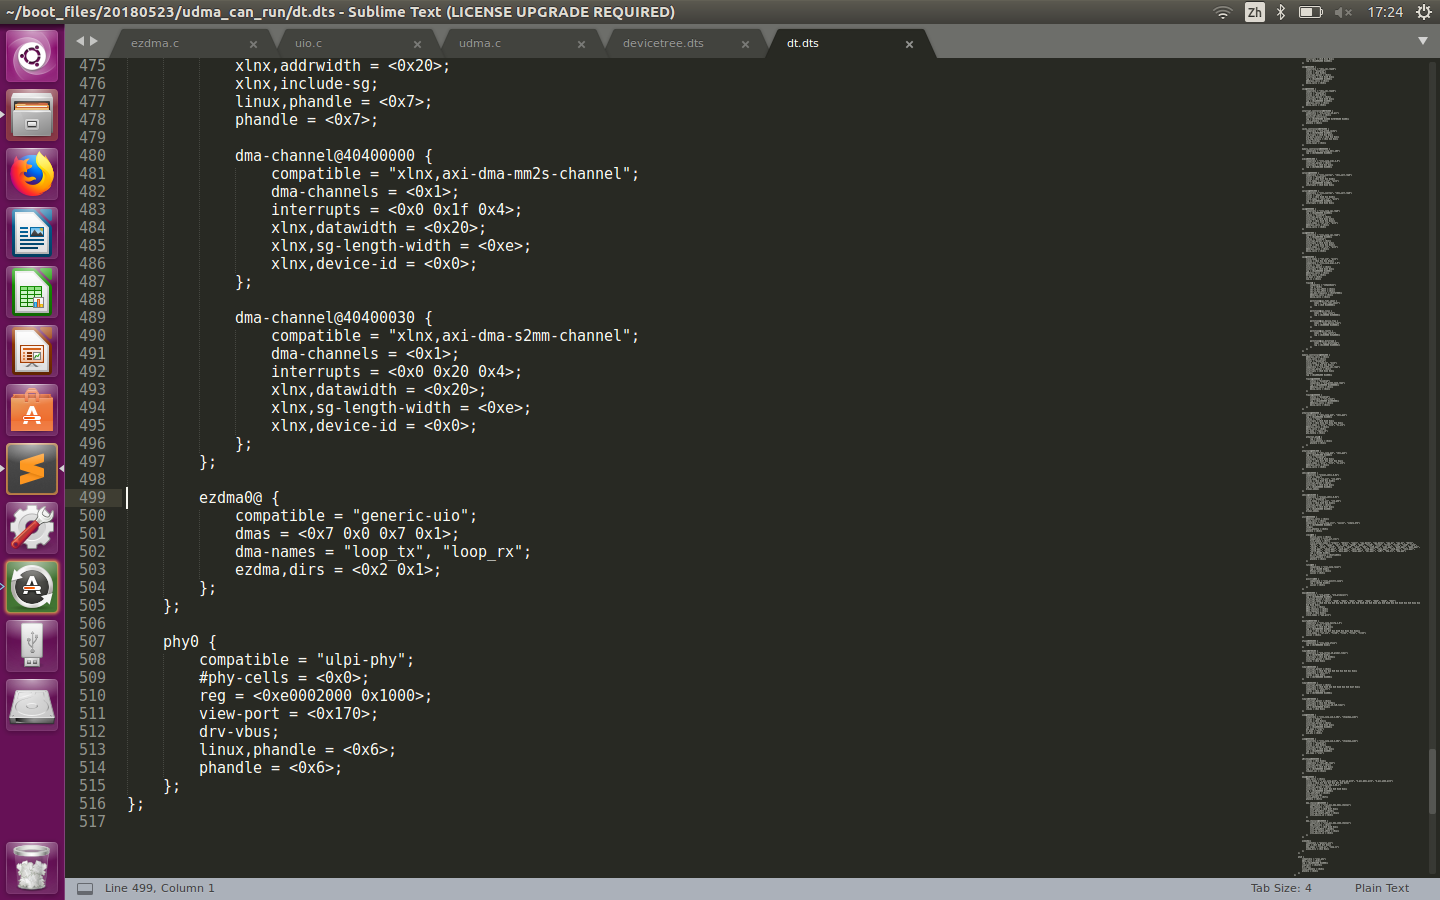 ~/boot_files/20180523/udma_can_run/dt.dts - Sublime Text (LICENSE UPGRADE REQUIRED)
Zh
17:24
ezdma.c
uio.c
udma.c
devicetree.dts
dt.dts
475 xlnx,addrwidth = <0x20>;
476 xlnx,include-sg;
477 linux,phandle = <0x7>;
478 phandle = <0x7>;
479
480 dma-channel@40400000 {
481 compatible = "xlnx,axi-dma-mm2s-channel";
482 dma-channels = <0x1>;
483 interrupts = <0x0 0x1f 0x4>;
484 xlnx,datawidth = <0x20>;
485 xlnx,sg-length-width = <0xe>;
486 xlnx,device-id = <0x0>;
487 };
488
489 dma-channel@40400030 {
490 compatible = "xlnx,axi-dma-s2mm-channel";
491 dma-channels = <0x1>;
492 interrupts = <0x0 0x20 0x4>;
493 xlnx,datawidth = <0x20>;
494 xlnx,sg-length-width = <0xe>;
495 xlnx,device-id = <0x0>;
496 };
497 };
498
499 ezdma0@ {
500 compatible = "generic-uio";
501 dmas = <0x7 0x0 0x7 0x1>;
502 dma-names = "loop_tx", "loop_rx";
503 ezdma,dirs = <0x2 0x1>;
504 };
505 };
506
507 phy0 {
508 compatible = "ulpi-phy";
509 #phy-cells = <0x0>;
510 reg = <0xe0002000 0x1000>;
511 view-port = <0x170>;
512 drv-vbus;
513 linux,phandle = <0x6>;
514 phandle = <0x6>;
515 };
516 };
517
Line 499, Column 1
Tab Size: 4
Plain Text